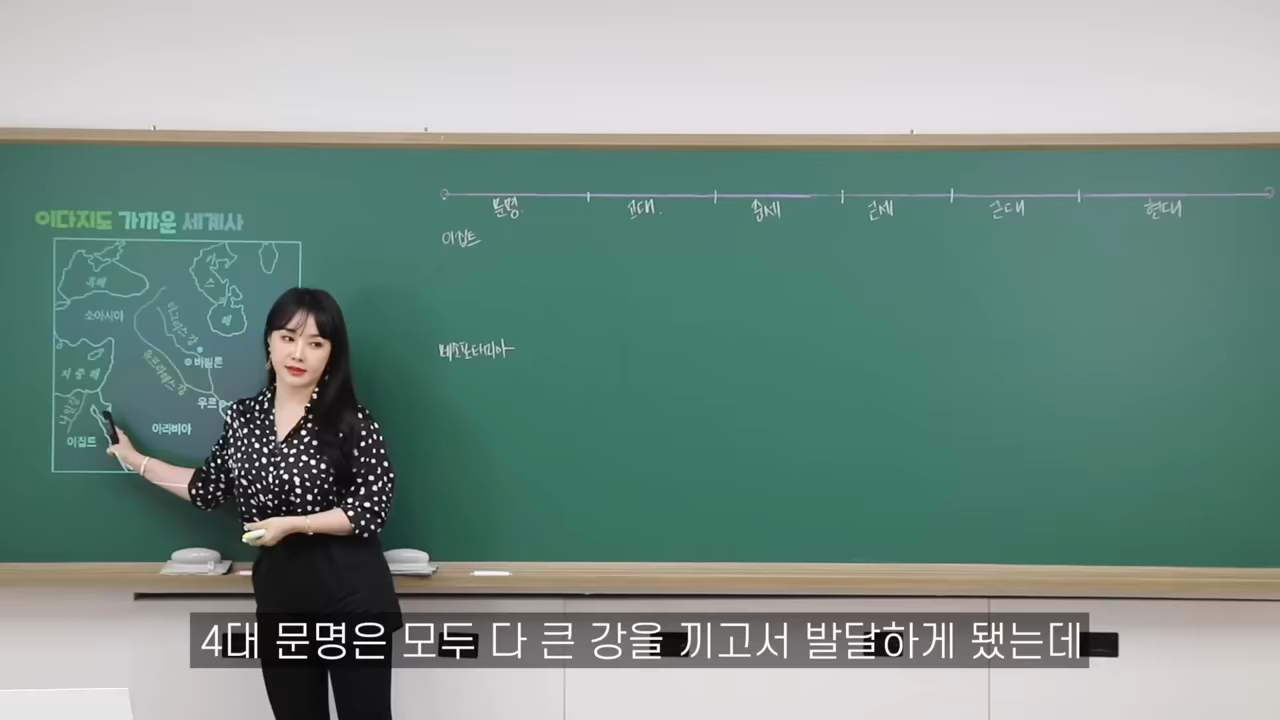 이다지도 가까운 세계사
문명 고대 중세 근세 근대 현대
이집트
메소포타미아
흑해
카스피해
소아시아
티그리스강
유프라테스강
바빌론
지중해
우르
나일강
아라비아
이집트
4대 문명은 모두 다 큰 강을 끼고서 발달하게 됐는데